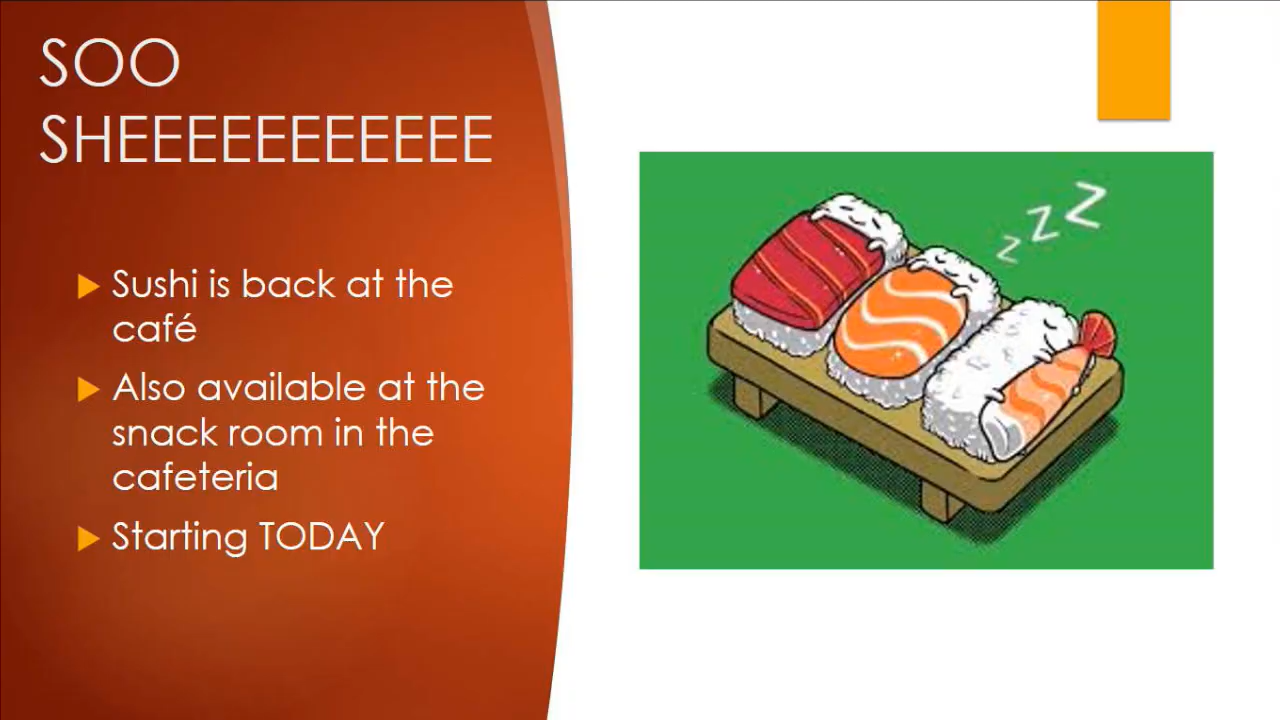 SOO
SHEEEEEEEEEEE
Sushi is back at the
café
Also available at the
snack room in the
cafeteria
Starting TODAY
z
Z
Z